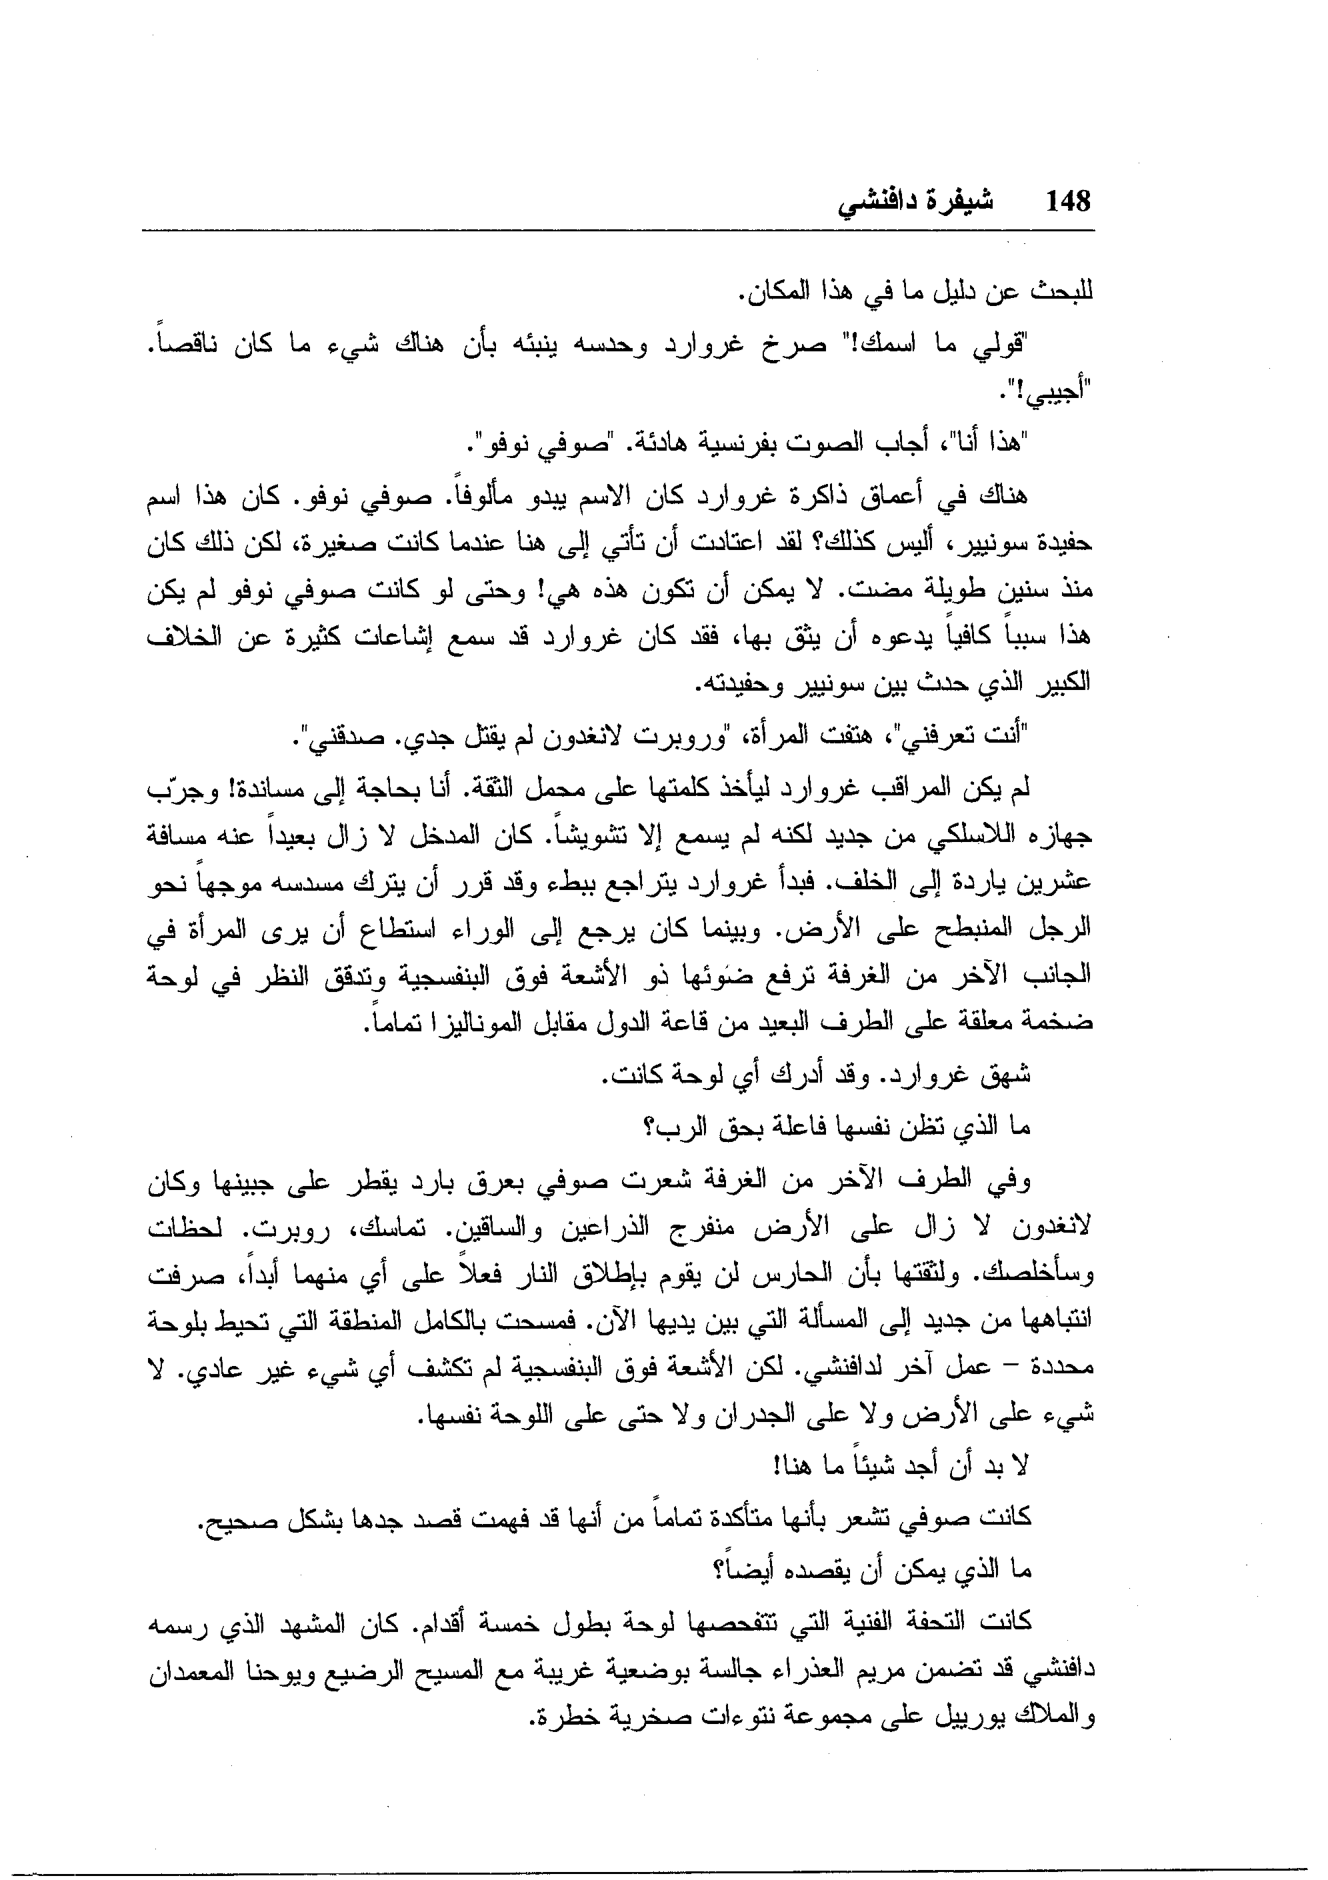 148 شيفرة دافنشي
للبحث عن دليل ما في هذا المكان.
"قولي ما اسمك!" صرخ غروارد وحدسه ينبئه بأن هناك شيء ما كان ناقصاً.
"أجيبي!".
"هذا أنا"، أجاب الصوت بفرنسية هادئة. "صوفي نوفو".
هناك في أعماق ذاكرة غروارد كان الاسم يبدو مألوفاً. صوفي نوفو. كان هذا اسم
حفيدة سونيير، أليس كذلك؟ لقد اعتادت أن تأتي إلى هنا عندما كانت صغيرة، لكن ذلك كان
منذ سنين طويلة مضت. لا يمكن أن تكون هذه هي! وحتى لو كانت صوفي نوفو لم يكن
هذا سبباً كافياً يدعوه أن يثق بها، فقد كان غروارد قد سمع إشاعات كثيرة عن الخلاف
الكبير الذي حدث بين سونيير وحفيدته.
"أنت تعرفني"، هتفت المرأة، "وروبرت لانغدون لم يقتل جدي. صدقني".
لم يكن المراقب غروارد ليأخذ كلمتها على محمل الثقة. أنا بحاجة إلى مساندة! وجرّب
جهازه اللاسلكي من جديد لكنه لم يسمع إلا تشويشاً. كان المدخل لا زال بعيداً عنه مسافة
عشرين ياردة إلى الخلف. فبدأ غروارد يتراجع ببطء وقد قرر أن يترك مسدسه موجهاً نحو
الرجل المنبطح على الأرض. وبينما كان يرجع إلى الوراء استطاع أن يرى المرأة في
الجانب الآخر من الغرفة ترفع ضوئها ذو الأشعة فوق البنفسجية وتدقق النظر في لوحة
ضخمة معلقة على الطرف البعيد من قاعة الدول مقابل الموناليزا تماماً.
شهق غروارد. وقد أدرك أي لوحة كانت.
ما الذي تظن نفسها فاعلة بحق الرب؟
وفي الطرف الآخر من الغرفة شعرت صوفي بعرق بارد يقطر على جبينها وكان
لانغدون لا زال على الأرض منفرج الذراعين والساقين. تماسك، روبرت. لحظات
وسأخلصك. ولثقتها بأن الحارس لن يقوم بإطلاق النار فعلاً على أي منهما أبداً، صرفت
انتباهها من جديد إلى المسألة التي بين يديها الآن. فمسحت بالكامل المنطقة التي تحيط بلوحة
محددة – عمل آخر لدافنشي. لكن الأشعة فوق البنفسجية لم تكشف أي شيء غير عادي. لا
شيء على الأرض ولا على الجدران ولا حتى على اللوحة نفسها.
لا بد أن أجد شيئاً ما هنا!
كانت صوفي تشعر بأنها متأكدة تماماً من أنها قد فهمت قصد جدها بشكل صحيح.
ما الذي يمكن أن يقصده أيضاً؟
كانت التحفة الفنية التي تتفحصها لوحة بطول خمسة أقدام. كان المشهد الذي رسمه
دافنشي قد تضمن مريم العذراء جالسة بوضعية غريبة مع المسيح الرضيع ويوحنا المعمدان
والملاك يورييل على مجموعة نتوءات صخرية خطرة.